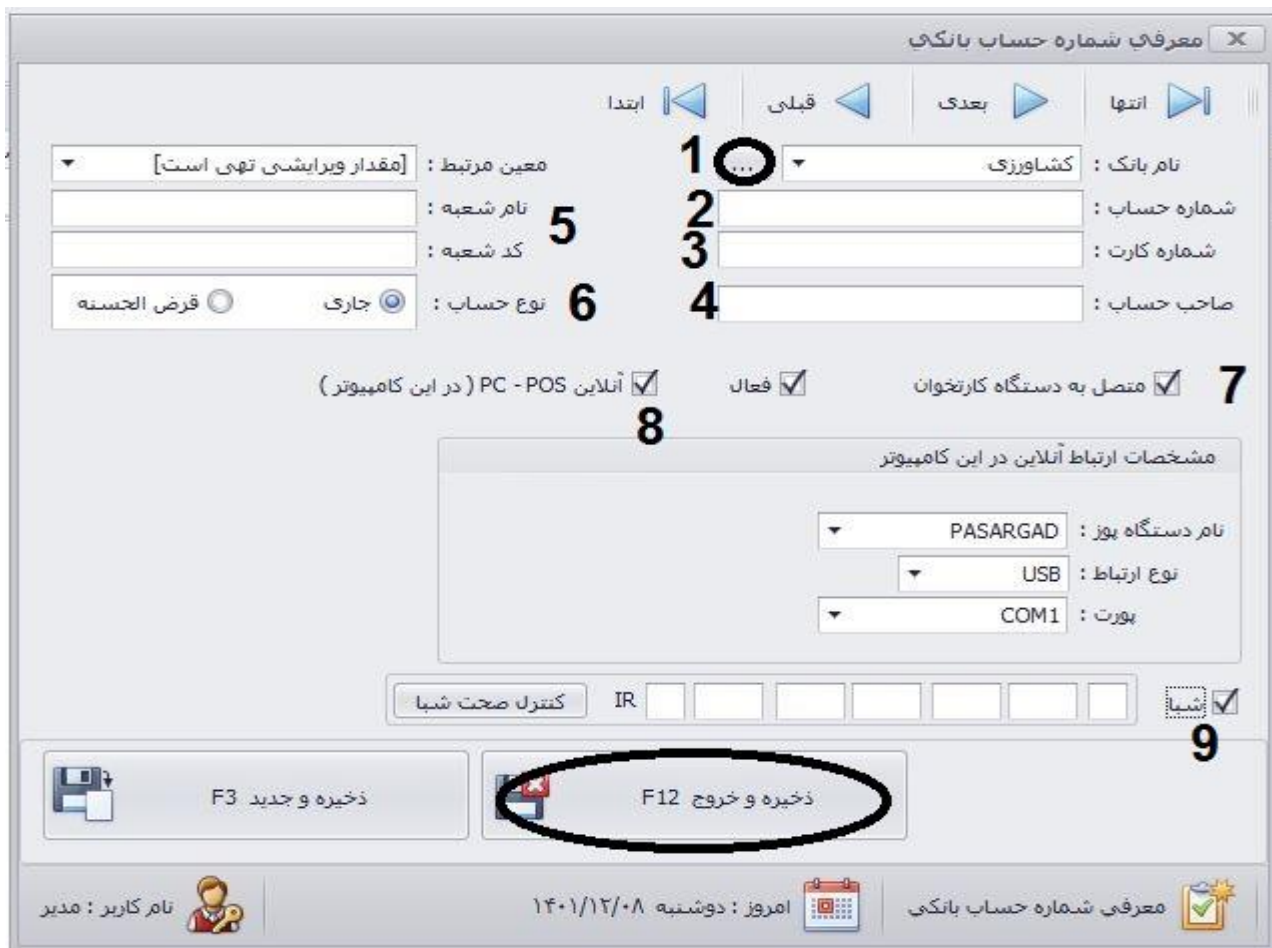 معرفی شماره حساب بانکی
انتها بعدی قبلی ابتدا
نام بانک : کشاورزی ... 1 معین مرتبط : [مقدار ویرایشی تهی است]
شماره حساب : 2 نام شعبه :
5
شماره کارت : 3 کد شعبه :
صاحب حساب : 4 6 نوع حساب : جاری قرض الحسنه
7 متصل به دستگاه کارتخوان فعال آنلاین PC - POS ( در این کامپیوتر )
8
مشخصات ارتباط آنلاین در این کامپیوتر
نام دستگاه پوز : PASARGAD
نوع ارتباط : USB
پورت : COM1
شبا IR کنترل صحت شبا
9
ذخیره و خروج F12 ذخیره و جدید F3
معرفی شماره حساب بانکی امروز : دوشنبه ۱۴۰۱/۱۲/۰۸ نام کاربر : مدیر